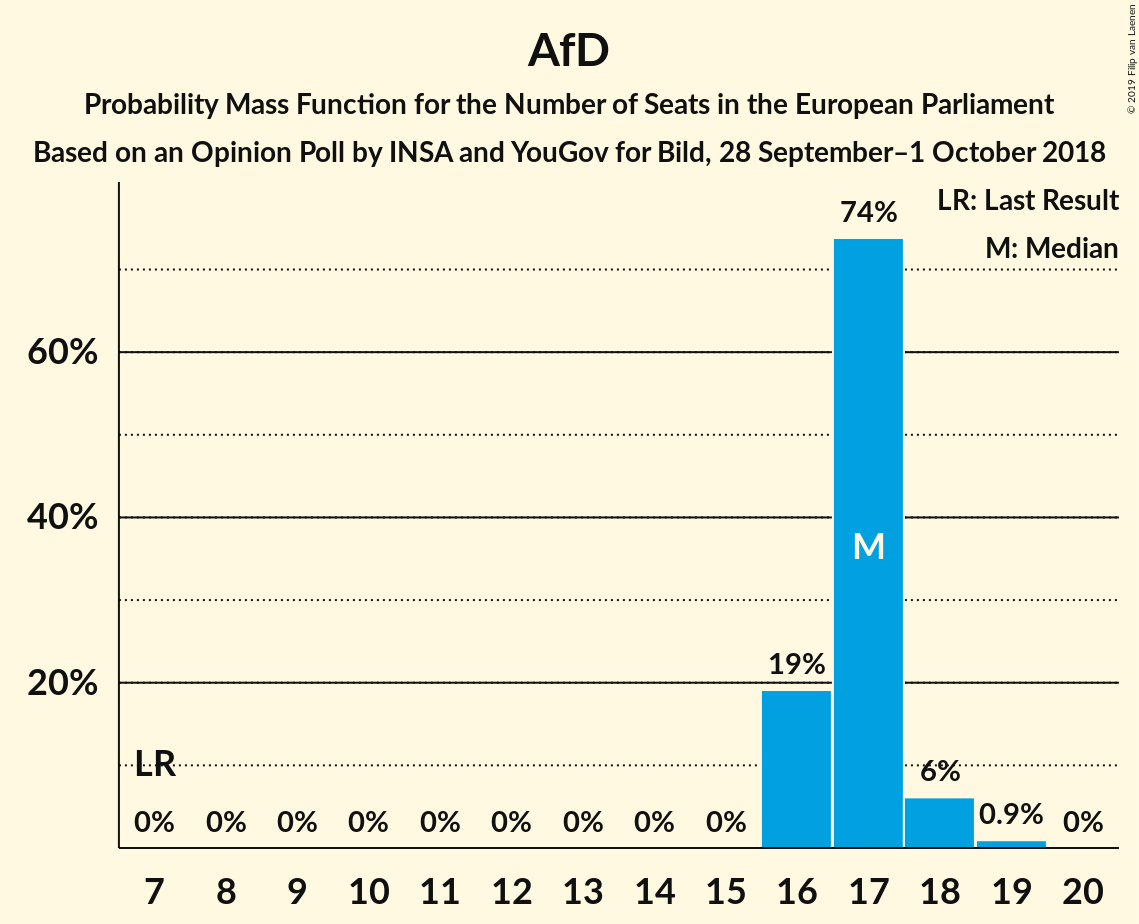 AfD
Probability Mass Function for the Number of Seats in the European Parliament
Based on an Opinion Poll by INSA and YouGov for Bild, 28 September–1 October 2018
© 2019 Filip van Laenen
LR: Last Result
M: Median
74%
60%
40%
M
19%
20%
LR
6%
0% 0% 0% 0% 0% 0% 0% 0% 0% 0.9% 0%
7 8 9 10 11 12 13 14 15 16 17 18 19 20